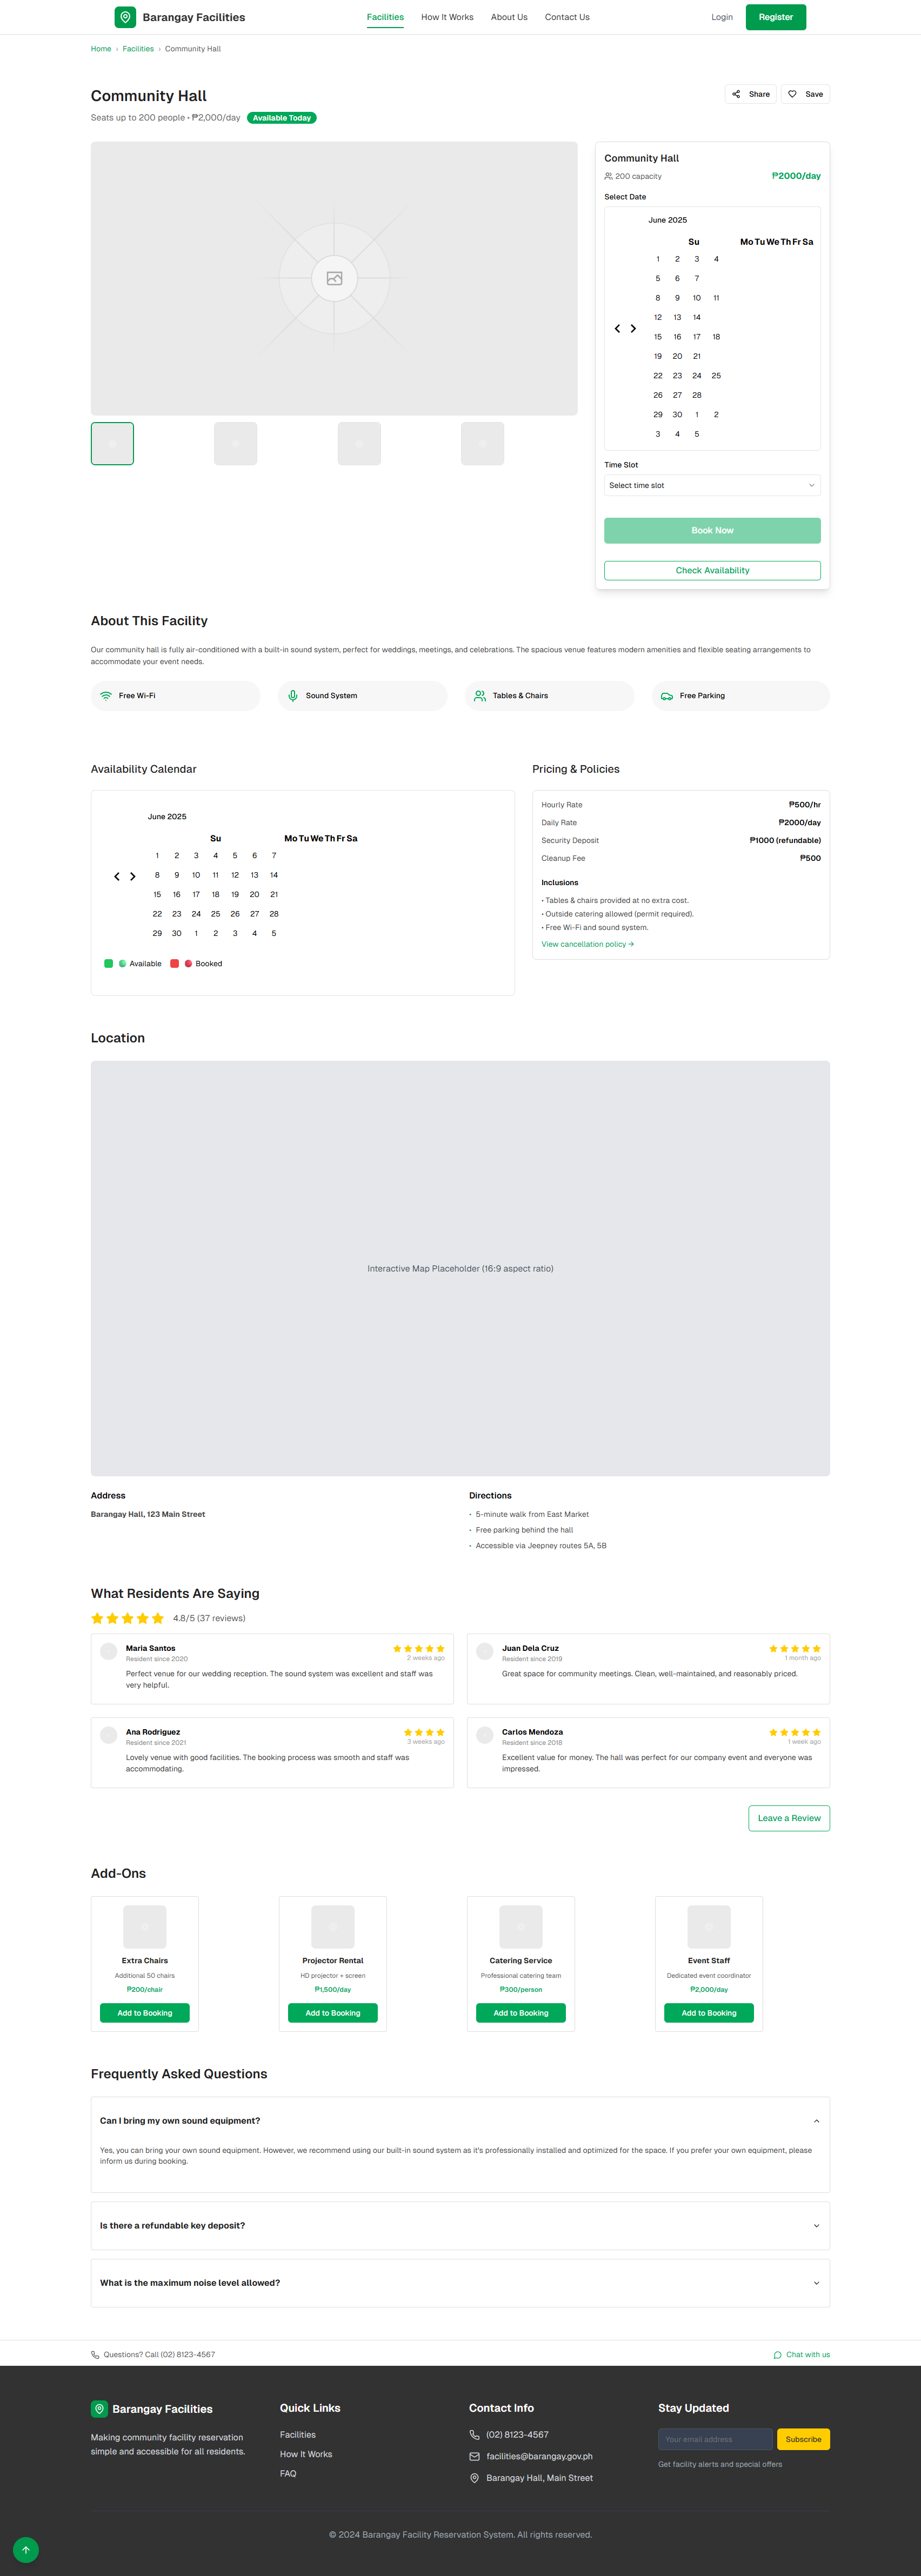 Barangay Facilities
Facilities
How It Works
About Us
Contact Us
Login
Register
Home › Facilities › Community Hall
Community Hall
Seats up to 200 people • ₱2,000/day
Available Today
Share
Save
Community Hall
200 capacity
₱2000/day
Select Date
June 2025
Su Mo Tu We Th Fr Sa
1 2 3 4
5 6 7
8 9 10 11
12 13 14
15 16 17 18
19 20 21
22 23 24 25
26 27 28
29 30 1 2
3 4 5
Time Slot
Select time slot
Book Now
Check Availability
About This Facility
Our community hall is fully air-conditioned with a built-in sound system, perfect for weddings, meetings, and celebrations. The spacious venue features modern amenities and flexible seating arrangements to
accommodate your event needs.
Free Wi-Fi
Sound System
Tables & Chairs
Free Parking
Availability Calendar
June 2025
Su Mo Tu We Th Fr Sa
1 2 3 4 5 6 7
8 9 10 11 12 13 14
15 16 17 18 19 20 21
22 23 24 25 26 27 28
29 30 1 2 3 4 5
Available
Booked
Pricing & Policies
Hourly Rate ₱500/hr
Daily Rate ₱2000/day
Security Deposit ₱1000 (refundable)
Cleanup Fee ₱500
Inclusions
• Tables & chairs provided at no extra cost.
• Outside catering allowed (permit required).
• Free Wi-Fi and sound system.
View cancellation policy →
Location
Interactive Map Placeholder (16:9 aspect ratio)
Address
Barangay Hall, 123 Main Street
Directions
• 5-minute walk from East Market
• Free parking behind the hall
• Accessible via Jeepney routes 5A, 5B
What Residents Are Saying
4.8/5 (37 reviews)
Maria Santos
Resident since 2020
2 weeks ago
Perfect venue for our wedding reception. The sound system was excellent and staff was
very helpful.
Juan Dela Cruz
Resident since 2019
1 month ago
Great space for community meetings. Clean, well-maintained, and reasonably priced.
Ana Rodriguez
Resident since 2021
3 weeks ago
Lovely venue with good facilities. The booking process was smooth and staff was
accommodating.
Carlos Mendoza
Resident since 2018
1 week ago
Excellent value for money. The hall was perfect for our company event and everyone was
impressed.
Leave a Review
Add-Ons
Extra Chairs
Additional 50 chairs
₱200/chair
Add to Booking
Projector Rental
HD projector + screen
₱1,500/day
Add to Booking
Catering Service
Professional catering team
₱300/person
Add to Booking
Event Staff
Dedicated event coordinator
₱2,000/day
Add to Booking
Frequently Asked Questions
Can I bring my own sound equipment?
Yes, you can bring your own sound equipment. However, we recommend using our built-in sound system as it's professionally installed and optimized for the space. If you prefer your own equipment, please
inform us during booking.
Is there a refundable key deposit?
What is the maximum noise level allowed?
Questions? Call (02) 8123-4567
Chat with us
Barangay Facilities
Making community facility reservation
simple and accessible for all residents.
Quick Links
Facilities
How It Works
FAQ
Contact Info
(02) 8123-4567
facilities@barangay.gov.ph
Barangay Hall, Main Street
Stay Updated
Your email address
Subscribe
Get facility alerts and special offers
© 2024 Barangay Facility Reservation System. All rights reserved.